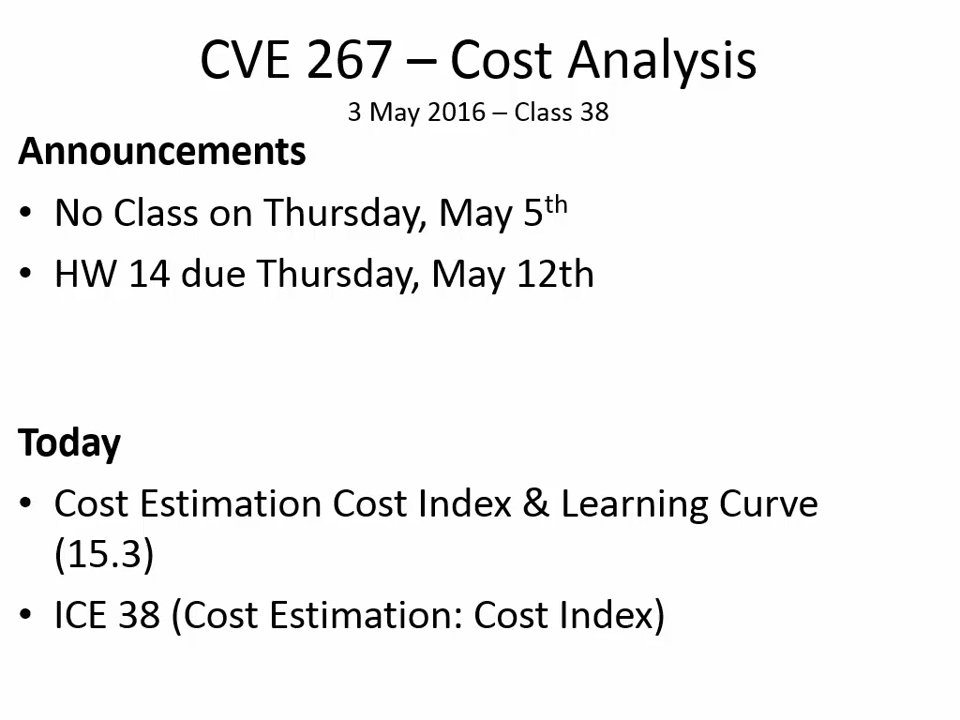 CVE 267 – Cost Analysis
3 May 2016 – Class 38
Announcements
• No Class on Thursday, May 5th
• HW 14 due Thursday, May 12th
Today
• Cost Estimation Cost Index & Learning Curve
(15.3)
• ICE 38 (Cost Estimation: Cost Index)